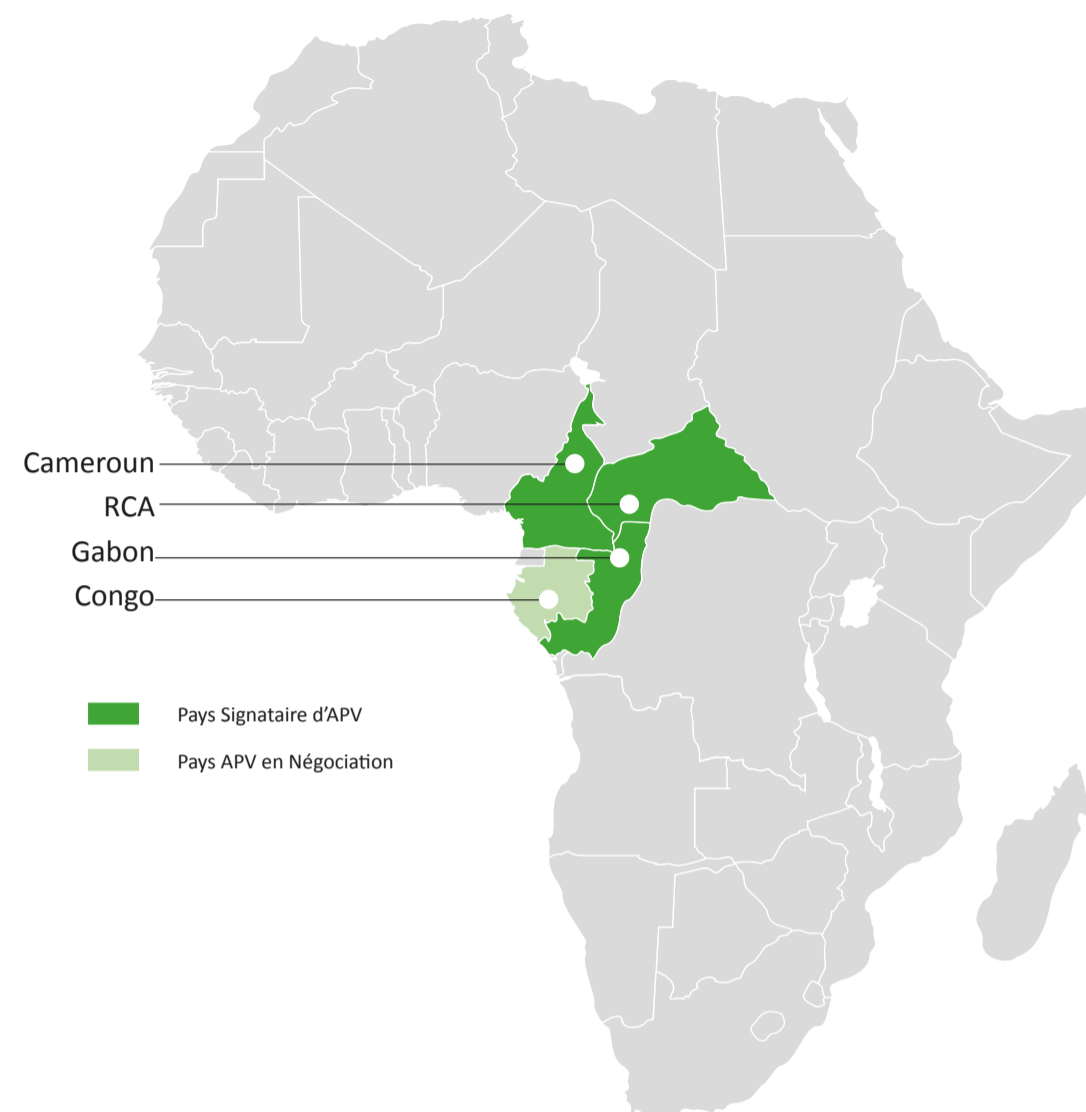 Cameroun
RCA
Gabon
Congo
Pays Signataire d’APV
Pays APV en Négociation